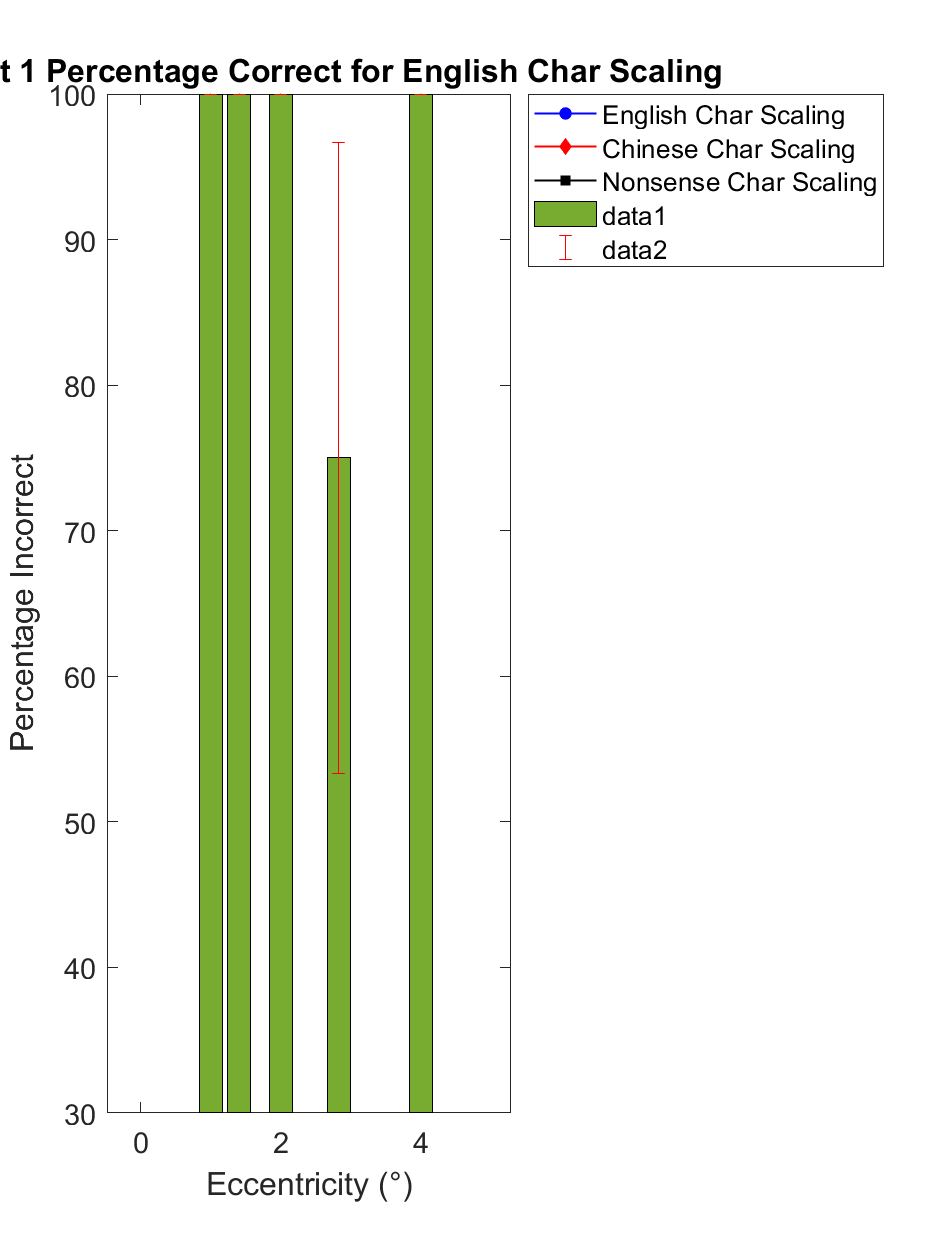 t 1 Percentage Correct for English Char Scaling
English Char Scaling
Chinese Char Scaling
Nonsense Char Scaling
data1
data2
100
90
80
70
60
50
40
30
Percentage Incorrect
0 2 4
Eccentricity (°)